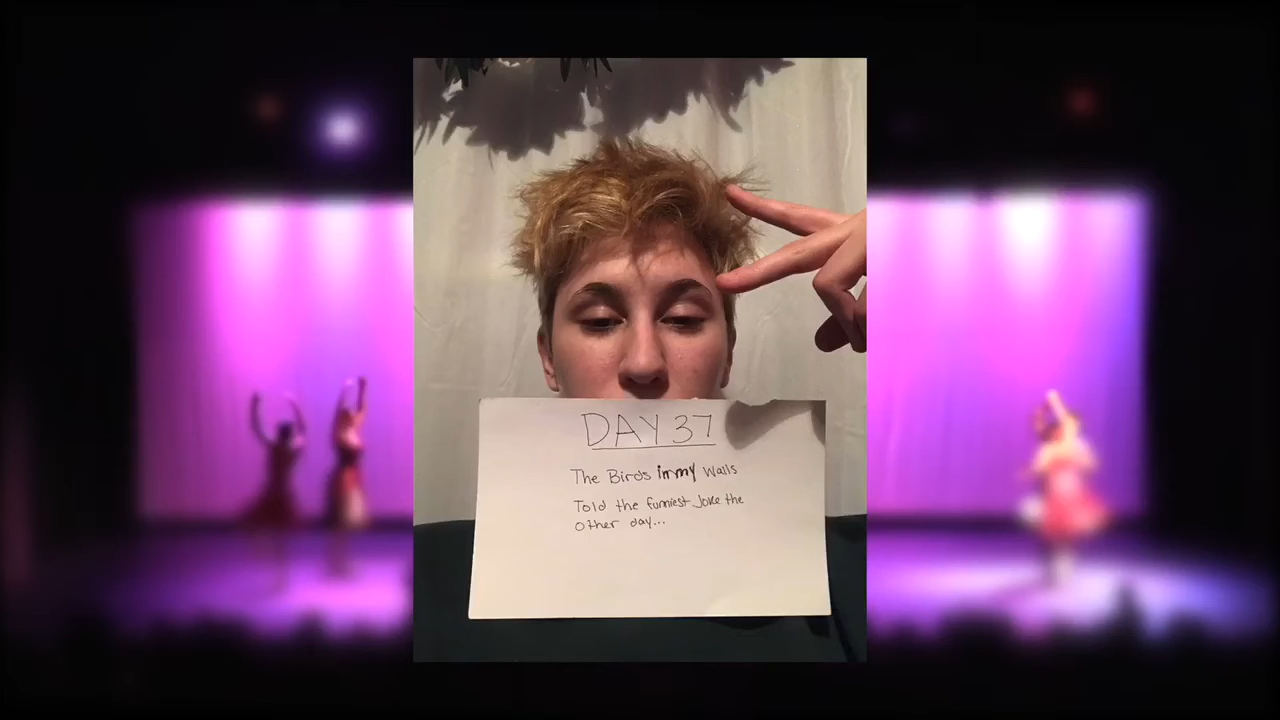 DAY 37
The Birds in my Walls
Told the funniest Joke the
other day...